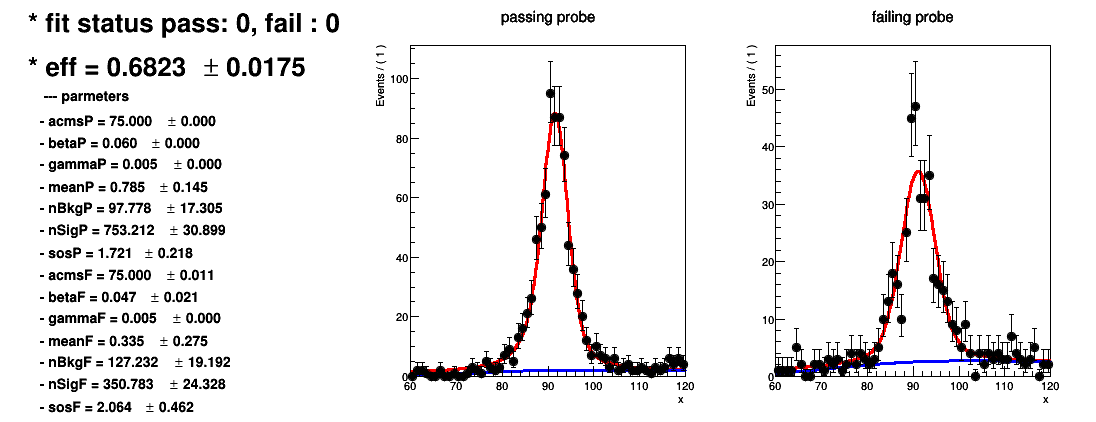 * fit status pass: 0, fail : 0
* eff = 0.6823 ± 0.0175
--- parmeters
- acmsP = 75.000 ± 0.000
- betaP = 0.060 ± 0.000
- gammaP = 0.005 ± 0.000
- meanP = 0.785 ± 0.145
- nBkgP = 97.778 ± 17.305
- nSigP = 753.212 ± 30.899
- sosP = 1.721 ± 0.218
- acmsF = 75.000 ± 0.011
- betaF = 0.047 ± 0.021
- gammaF = 0.005 ± 0.000
- meanF = 0.335 ± 0.275
- nBkgF = 127.232 ± 19.192
- nSigF = 350.783 ± 24.328
- sosF = 2.064 ± 0.462
passing probe
Events / ( 1 )
100
80
60
40
20
0
60 70 80 90 100 110 120
x
failing probe
Events / ( 1 )
50
40
30
20
10
0
60 70 80 90 100 110 120
x